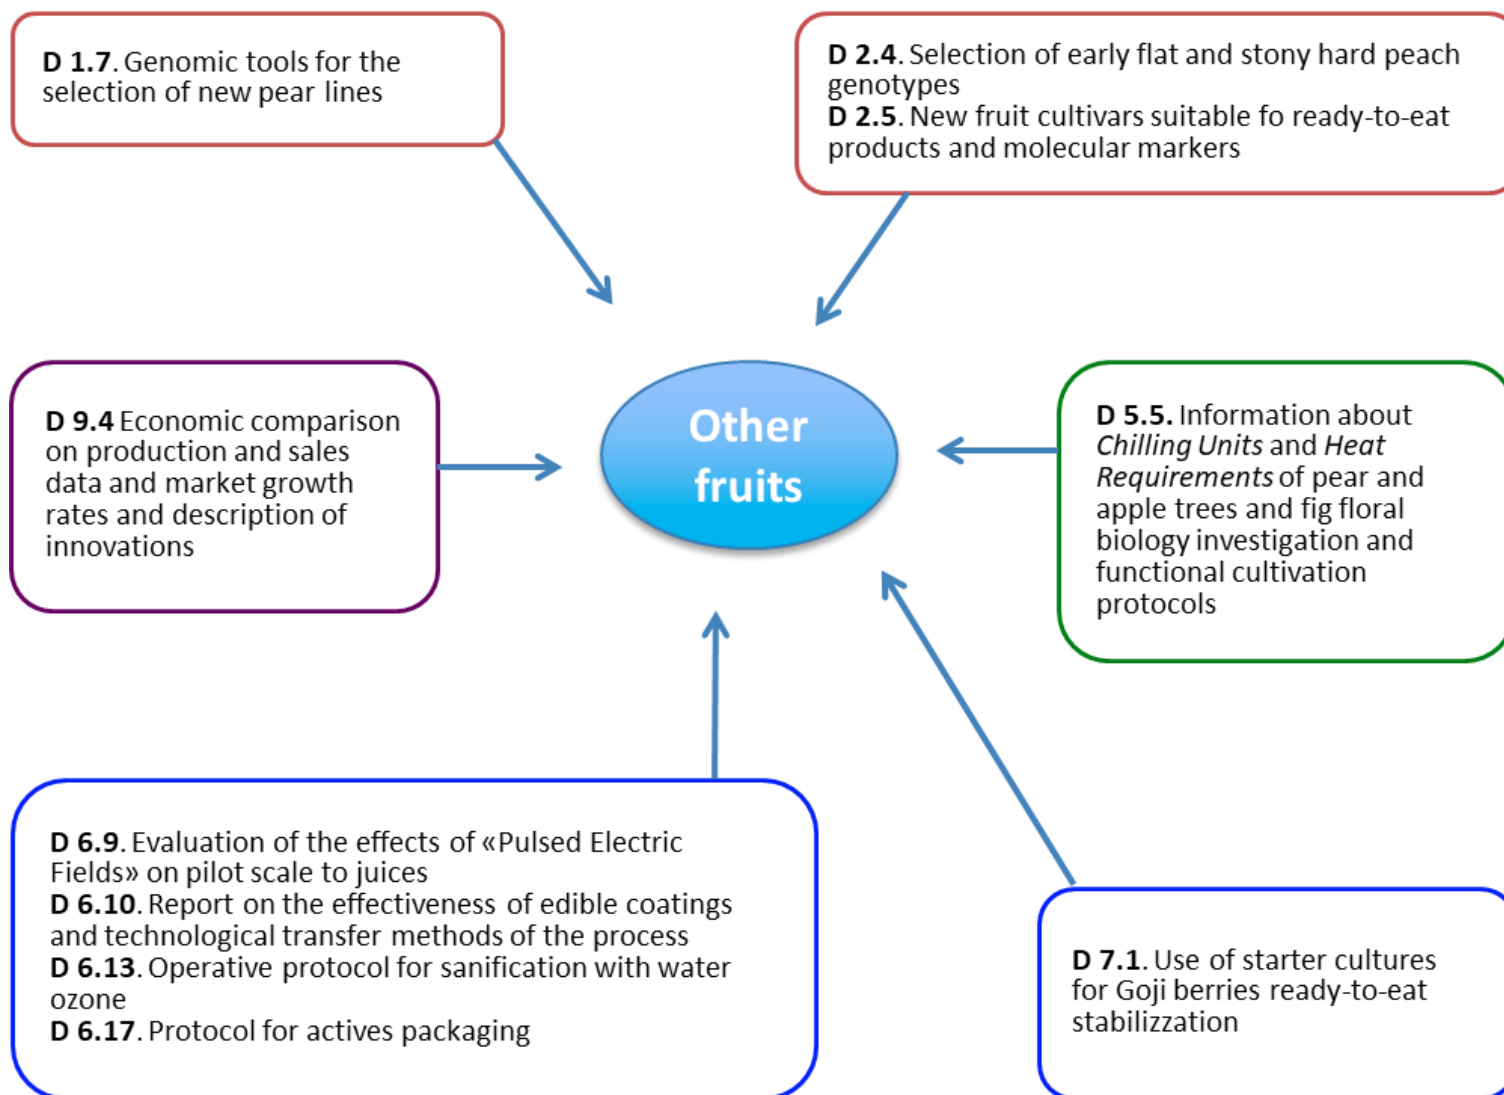 D 1.7. Genomic tools for the
selection of new pear lines
D 2.4. Selection of early flat and stony hard peach
genotypes
D 2.5. New fruit cultivars suitable fo ready-to-eat
products and molecular markers
D 9.4 Economic comparison
on production and sales
data and market growth
rates and description of
innovations
Other
fruits
D 5.5. Information about
Chilling Units and Heat
Requirements of pear and
apple trees and fig floral
biology investigation and
functional cultivation
protocols
D 6.9. Evaluation of the effects of «Pulsed Electric
Fields» on pilot scale to juices
D 6.10. Report on the effectiveness of edible coatings
and technological transfer methods of the process
D 6.13. Operative protocol for sanification with water
ozone
D 6.17. Protocol for actives packaging
D 7.1. Use of starter cultures
for Goji berries ready-to-eat
stabilizzation